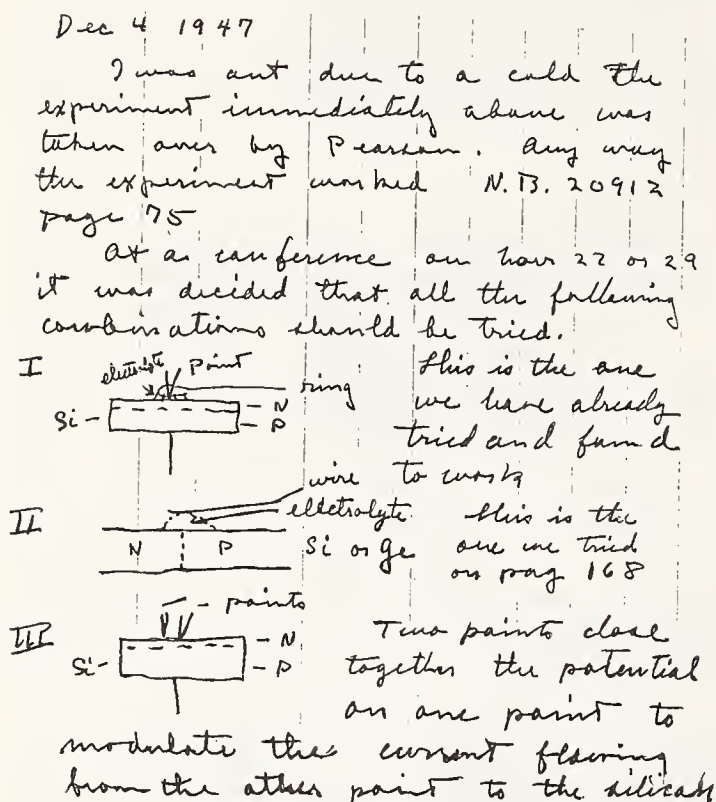 Dec 4 1947
I was out due to a cold the
experiment immediately above was
taken over by Pearson. Any way
the experiment worked N.B. 20912
page 75
At a conference on Nov 22 or 29
it was decided that all the following
combinations should be tried.
I electrolyte point ring This is the one
Si N P we have already
tried and found
to work
wire
II electrolyte This is the
N P Si or Ge one we tried
on pag 168
points
III N Two points close
Si P together the potential
on one point to
modulate the current flowing
from the other point to the silicon